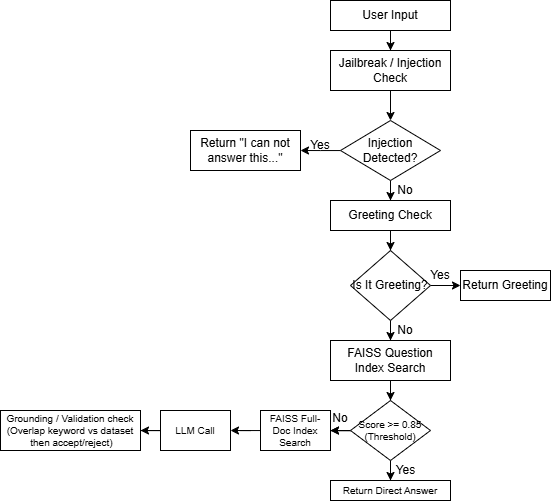 User Input
Jailbreak / Injection
Check
Return "I can not
answer this..."
Yes
Injection
Detected?
No
Greeting Check
Is It Greeting?
Yes
Return Greeting
No
FAISS Question
Index Search
Grounding / Validation check
(Overlap keyword vs dataset
then accept/reject)
LLM Call
FAISS Full-
Doc Index
Search
No
Score >= 0.85
(Threshold)
Yes
Return Direct Answer